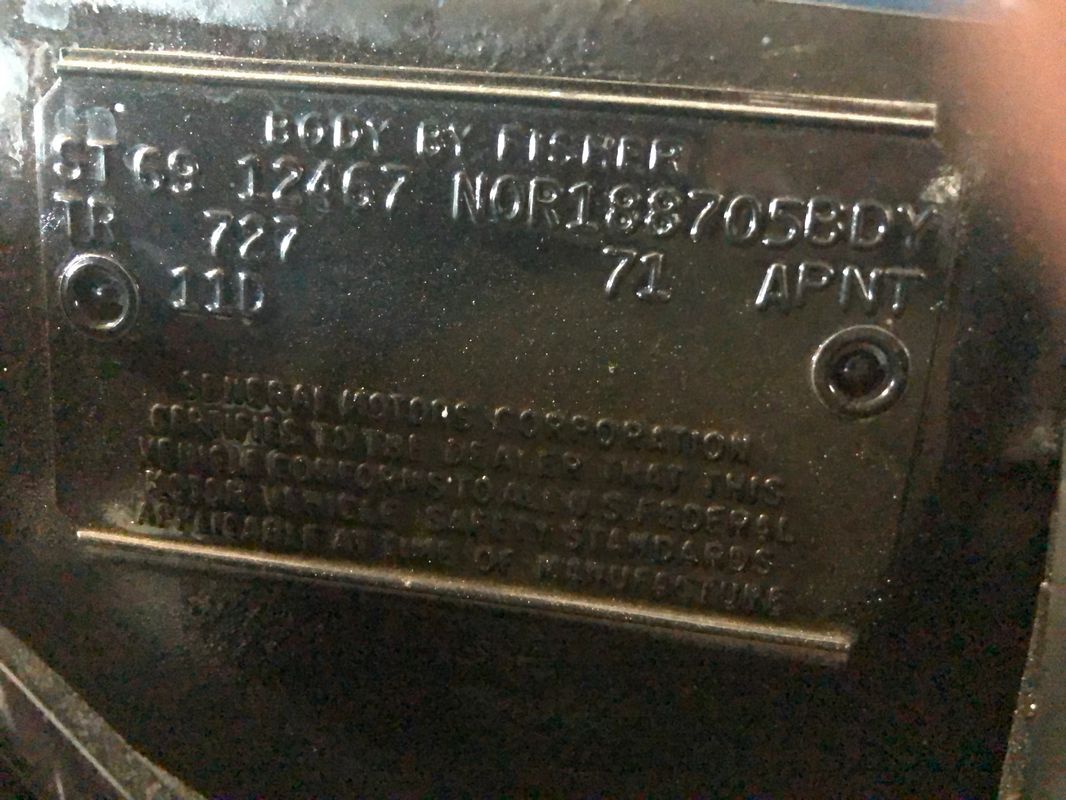 BODY BY FISHER
ST 69 12467 NOR188705BDY
TR 727 71 APNT
11D
GENERAL MOTORS CORPORATION
CERTIFIES TO THE DEALER THAT THIS
VEHICLE CONFORMS TO ALL U.S. FEDERAL
MOTOR VEHICLE SAFETY STANDARDS
APPLICABLE AT TIME OF MANUFACTURE